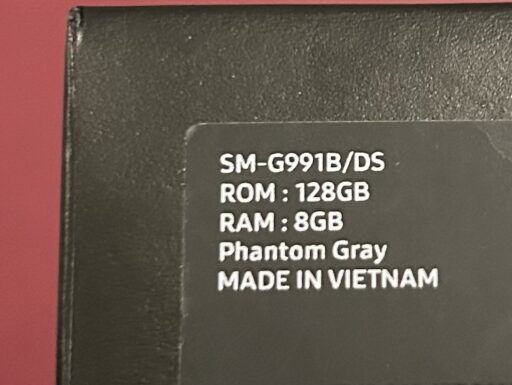 SM-G991B/DS
ROM : 128GB
RAM : 8GB
Phantom Gray
MADE IN VIETNAM